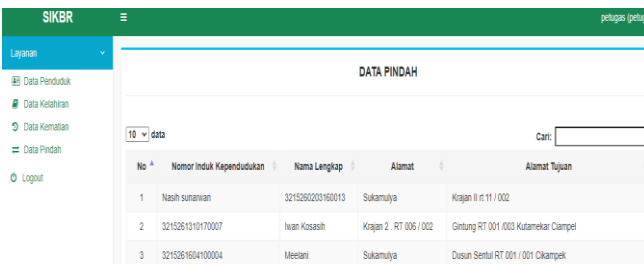 SIKBR ≡ petugas (petug
Layanan
DATA PINDAH
Data Penduduk
Data Kelahiran
Data Kematian
10 data Cari:
Data Pindah
No Nomor Induk Kependudukan Nama Lengkap Alamat Alamat Tujuan
Logout
1 Nasih sunarwan 3215260203160013 Sukamulya Krajan II rt 11 / 002
2 3215261310170007 Iwan Kosasih Krajan 2 . RT 006 / 002 Gintung RT 001 /003 Kutamekar Ciampel
3 3215261604100004 Meelani Sukamulya Dusun Sentul RT 001 / 001 Cikampek